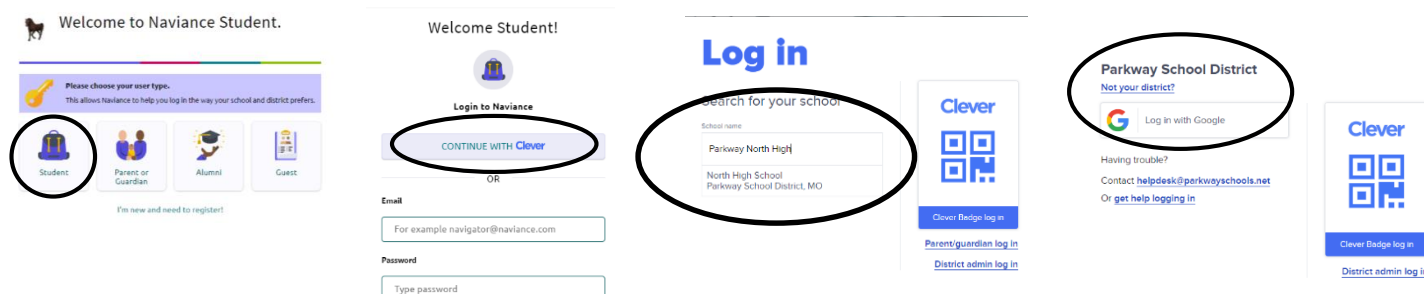 Welcome to Naviance Student.
Please choose your user type.
This allows Naviance to help you log in the way your school and district prefers.
Student
Parent or
Guardian
Alumni
Guest
I'm new and need to register!
Welcome Student!
Login to Naviance
CONTINUE WITH Clever
OR
Email
For example navigator@naviance.com
Password
Type password
Log in
Search for your school
School name
Parkway North High
North High School
Parkway School District, MO
Clever
Clever Badge log in
Parent/guardian log in
District admin log in
Parkway School District
Not your district?
Log in with Google
Having trouble?
Contact helpdesk@parkwayschools.net
Or get help logging in
Clever
Clever Badge log in
District admin log in